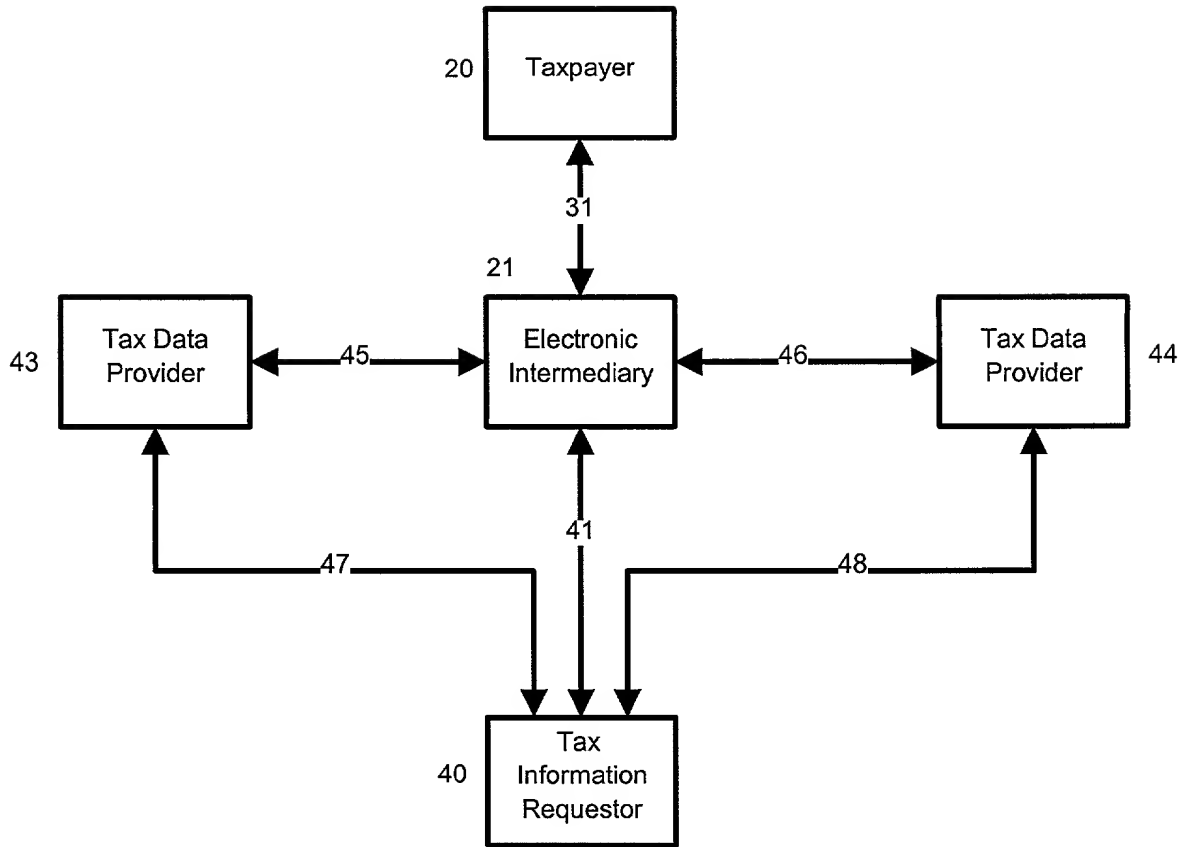 20
Taxpayer
31
21
43
Tax Data
Provider
45
Electronic
Intermediary
46
Tax Data
Provider
44
47
41
48
40
Tax
Information
Requestor